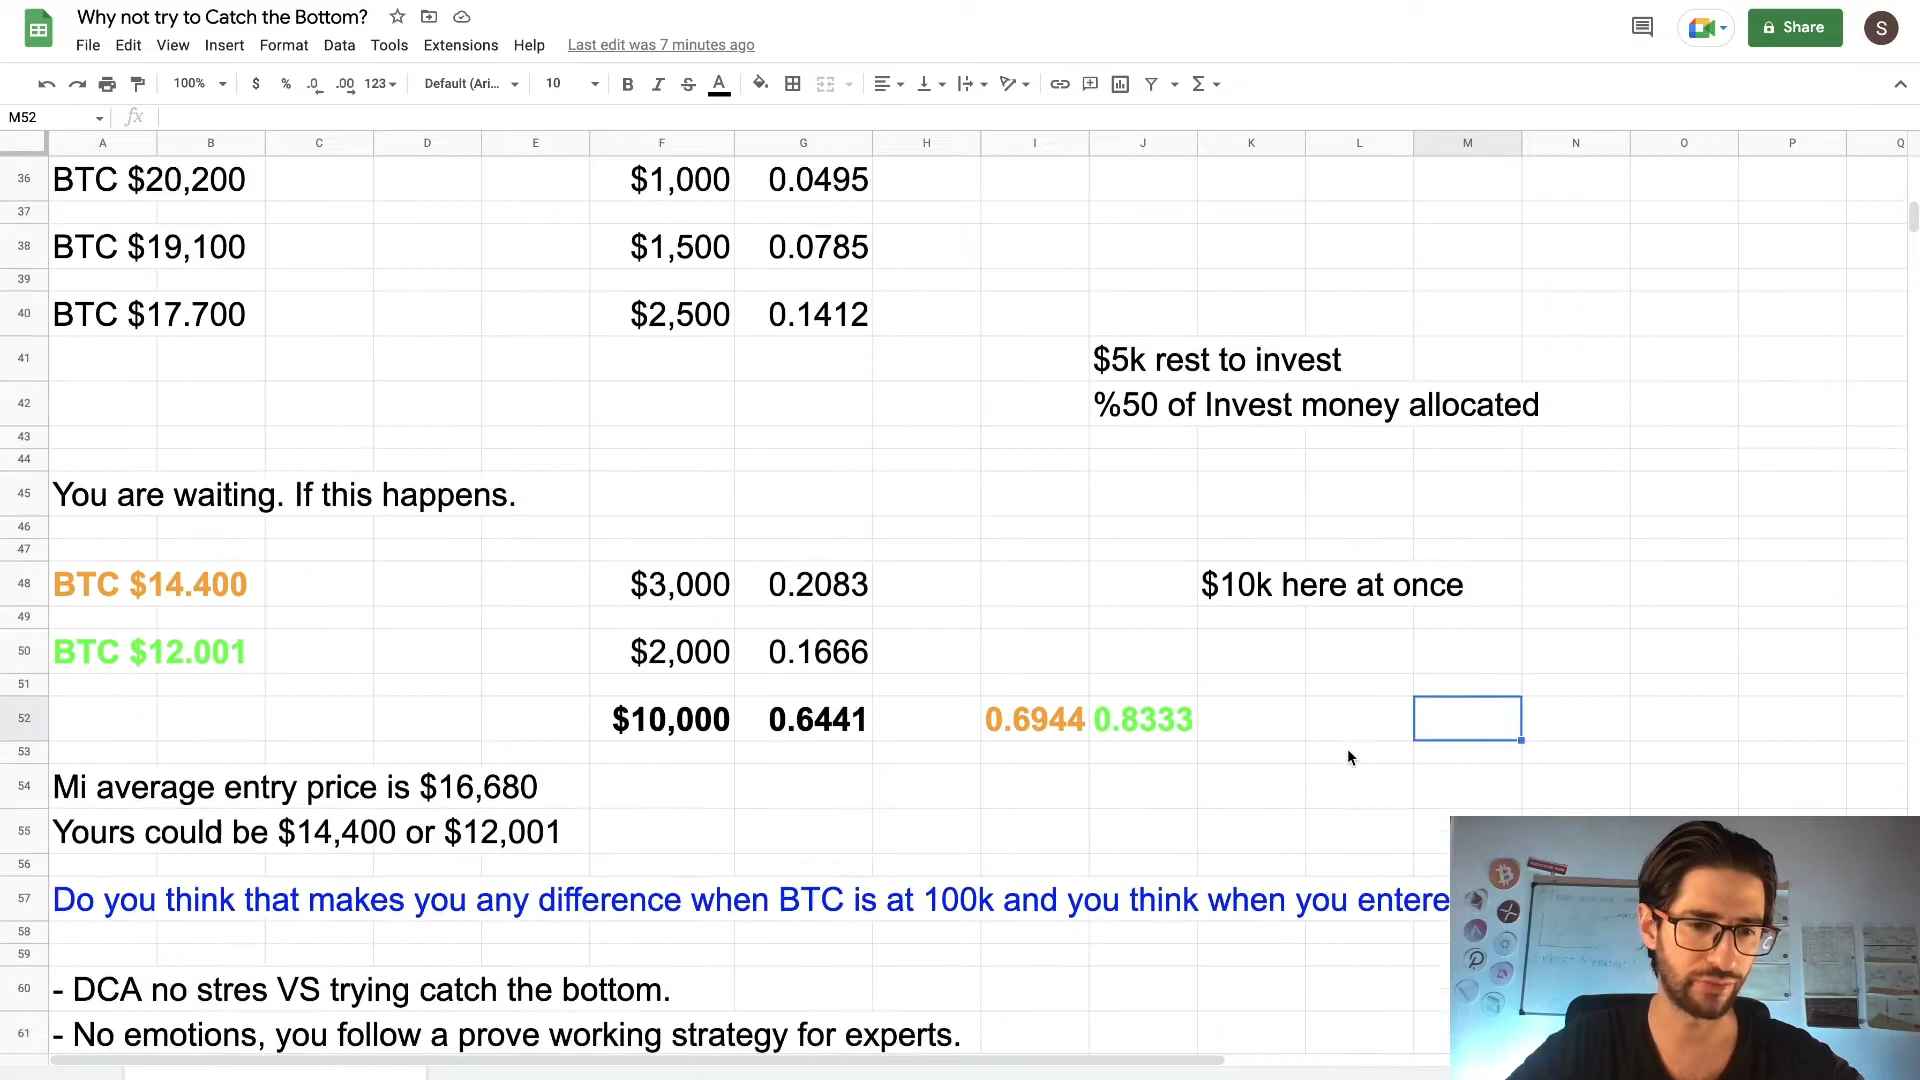 Why not try to Catch the Bottom?
File Edit View Insert Format Data Tools Extensions Help Last edit was 7 minutes ago
Share
S
100% $ % .0 .00 123 Default (Ari... 10 B I S A
M52 fx
A B C D E F G H I J K L M N O P Q
36 BTC $20,200 $1,000 0.0495
37
38 BTC $19,100 $1,500 0.0785
39
40 BTC $17.700 $2,500 0.1412
41 $5k rest to invest
42 %50 of Invest money allocated
43
44
45 You are waiting. If this happens.
46
47
48 BTC $14.400 $3,000 0.2083 $10k here at once
49
50 BTC $12.001 $2,000 0.1666
51
52 $10,000 0.6441 0.6944 0.8333
53
54 Mi average entry price is $16,680
55 Yours could be $14,400 or $12,001
56
57 Do you think that makes you any difference when BTC is at 100k and you think when you entere
58
59
60 - DCA no stres VS trying catch the bottom.
61 - No emotions, you follow a prove working strategy for experts.